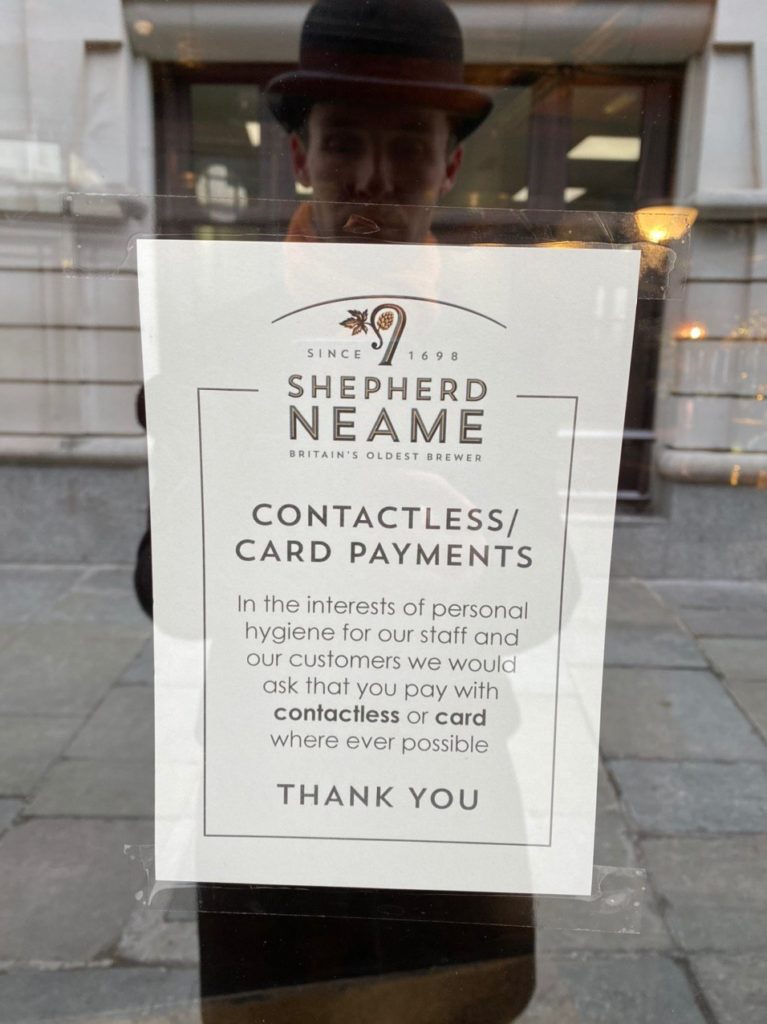 SINCE 1698
SHEPHERD
NEAME
BRITAIN'S OLDEST BREWER
CONTACTLESS/
CARD PAYMENTS
In the interests of personal
hygiene for our staff and
our customers we would
ask that you pay with
contactless or card
where ever possible
THANK YOU